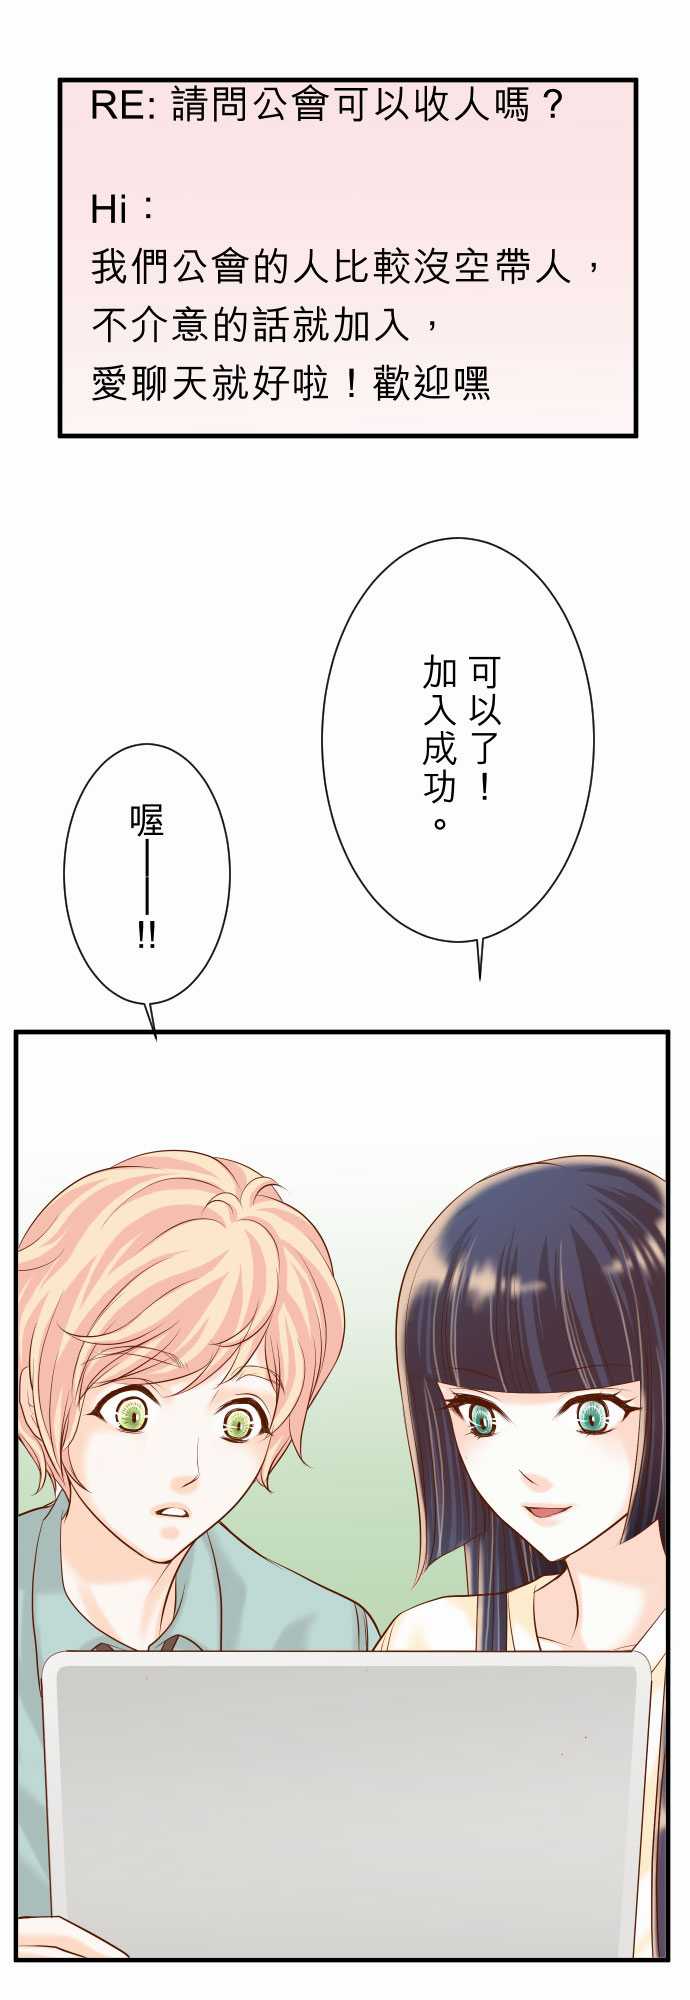 RE: 請問公會可以收人嗎？
Hi：
我們公會的人比較沒空帶人，
不介意的話就加入，
愛聊天就好啦！歡迎嘿
可以了！
加入成功。
喔——!!